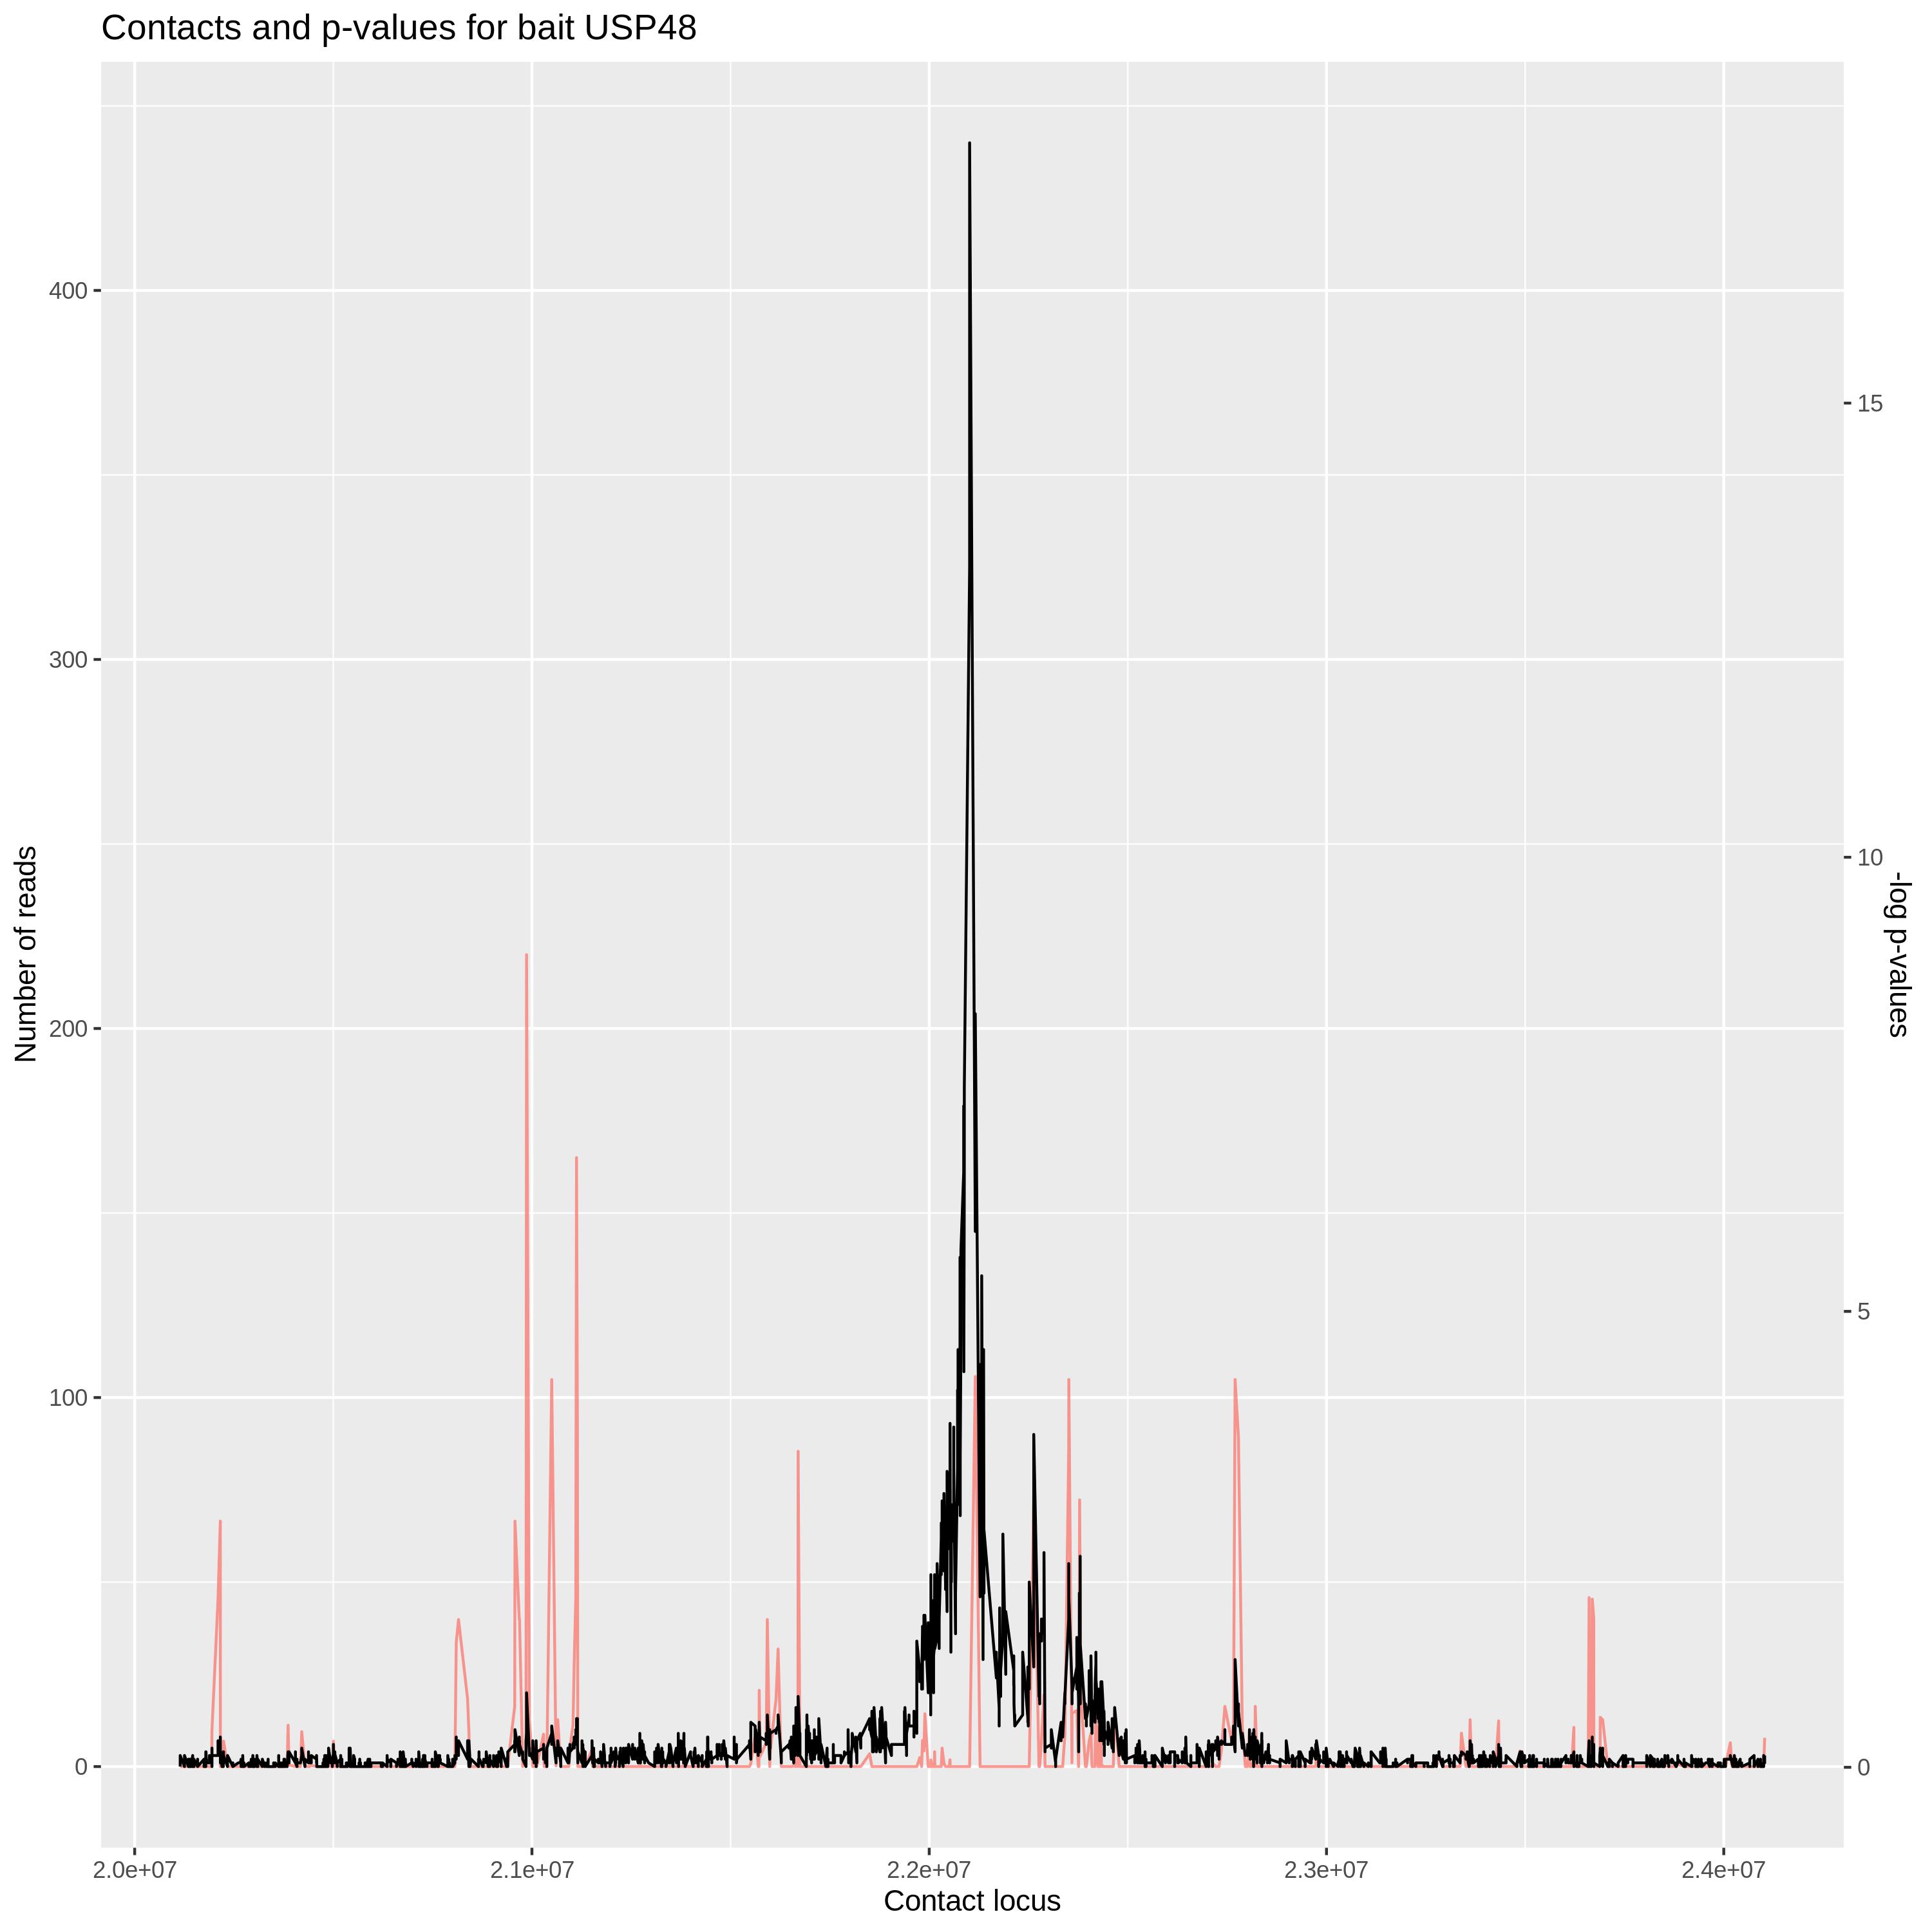 Contacts and p-values for bait USP48
Number of reads
400
300
200
100
0
15
10
5
0
-log p-values
2.0e+07
2.1e+07
2.2e+07
2.3e+07
2.4e+07
Contact locus